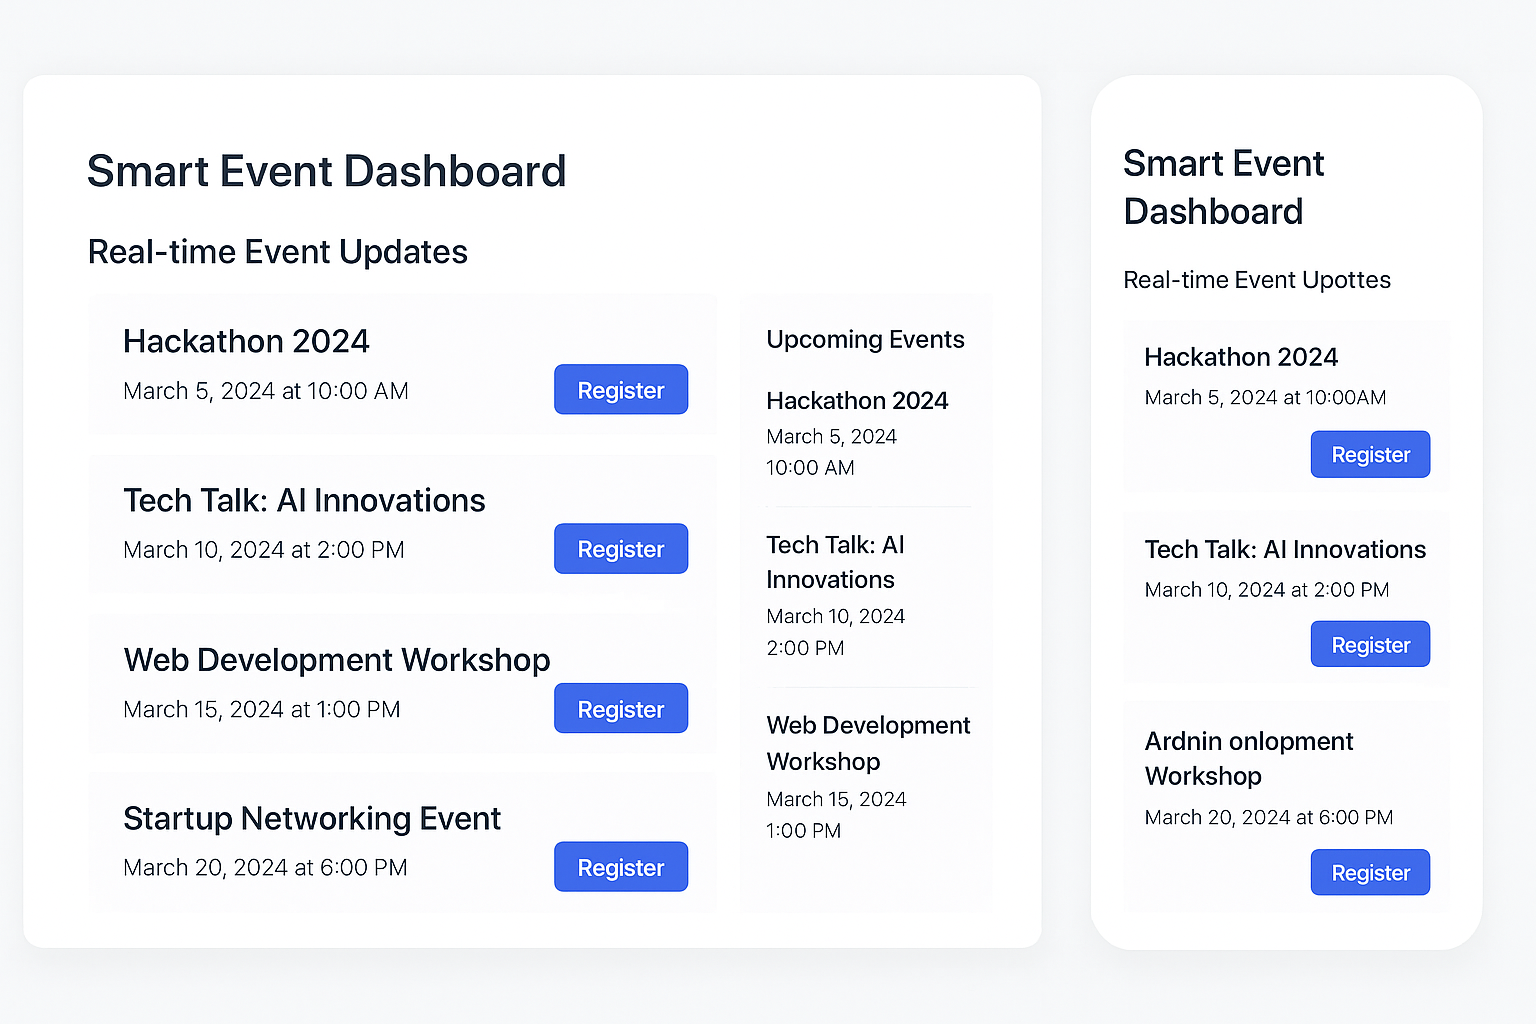 Smart Event Dashboard
Real-time Event Updates
Hackathon 2024
March 5, 2024 at 10:00 AM
Register
Tech Talk: AI Innovations
March 10, 2024 at 2:00 PM
Register
Web Development Workshop
March 15, 2024 at 1:00 PM
Register
Startup Networking Event
March 20, 2024 at 6:00 PM
Register
Upcoming Events
Hackathon 2024
March 5, 2024
10:00 AM
Tech Talk: AI
Innovations
March 10, 2024
2:00 PM
Web Development
Workshop
March 15, 2024
1:00 PM
Smart Event
Dashboard
Real-time Event Upottes
Hackathon 2024
March 5, 2024 at 10:00AM
Register
Tech Talk: AI Innovations
March 10, 2024 at 2:00 PM
Register
Ardnin onlopment
Workshop
March 20, 2024 at 6:00 PM
Register